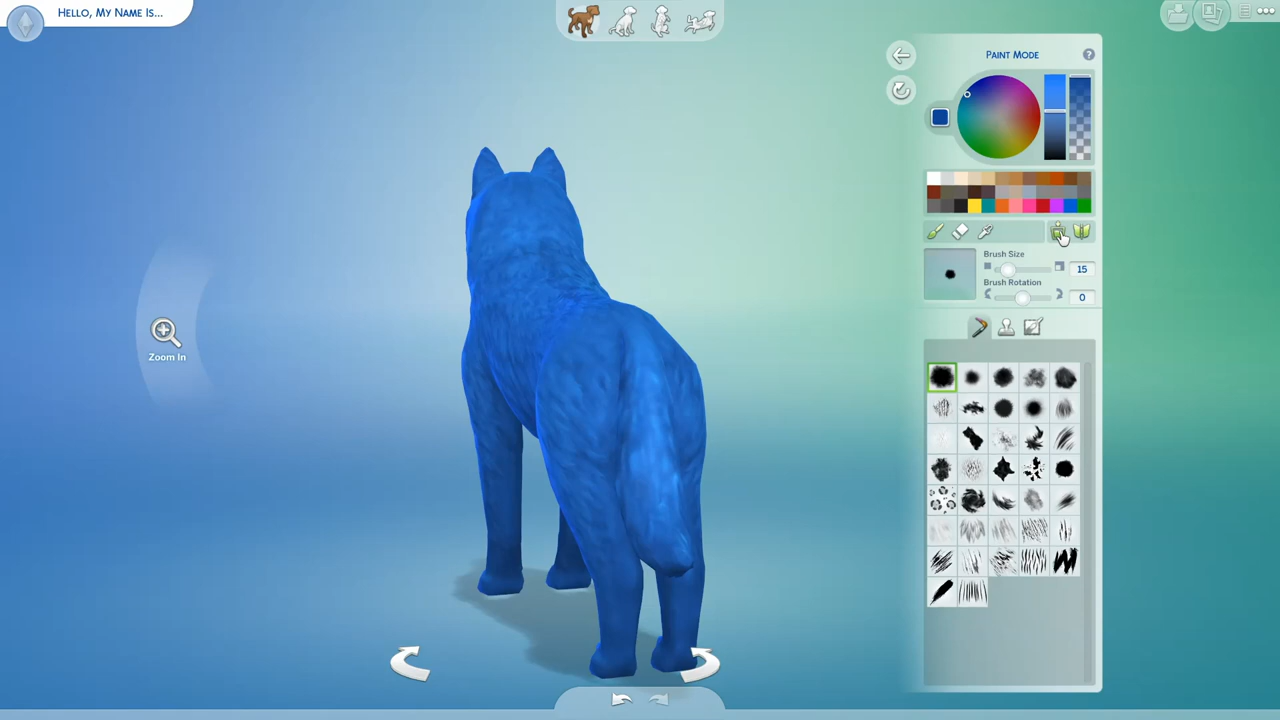 Hello, My Name Is...
Paint Mode
?
Brush Size
15
Brush Rotation
0
Zoom In